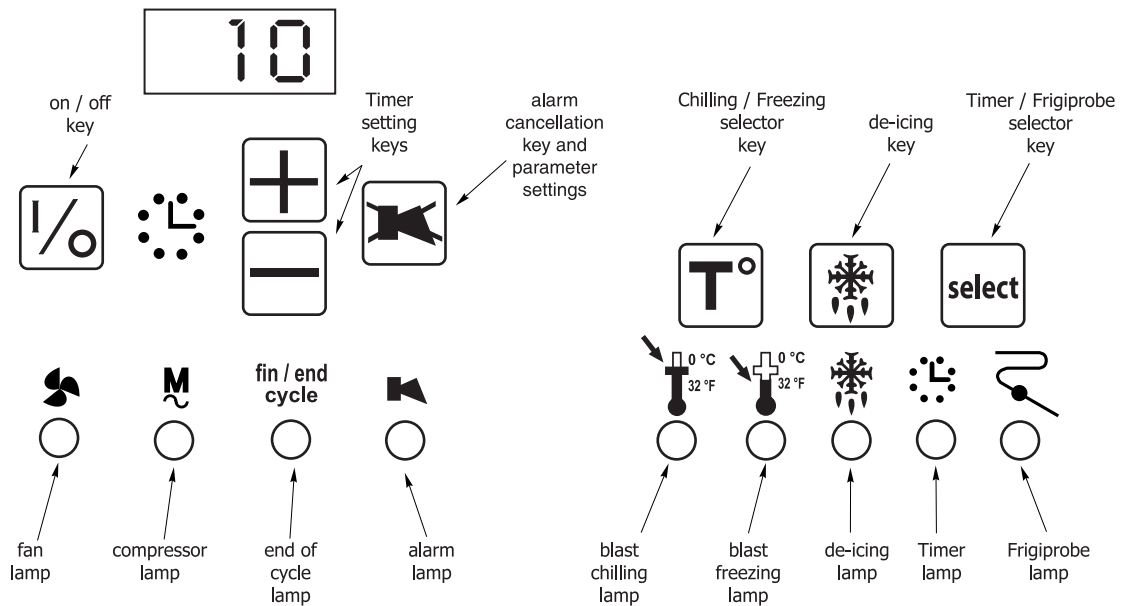 10
on / off
key
Timer
setting
keys
alarm
cancellation
key and
parameter
settings
Chilling / Freezing
selector
key
de-icing
key
Timer / Frigiprobe
selector
key
I/O
T°
select
M
fin / end
cycle
0 °C
32 °F
0 °C
32 °F
fan
lamp
compressor
lamp
end of
cycle
lamp
alarm
lamp
blast
chilling
lamp
blast
freezing
lamp
de-icing
lamp
Timer
lamp
Frigiprobe
lamp